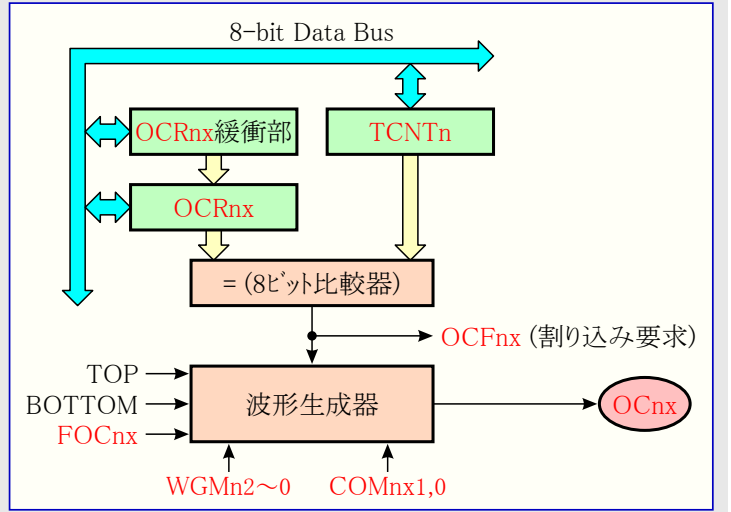 8-bit Data Bus
OCRnx緩衝部
TCNTn
OCRnx
= (8ﾋﾞｯﾄ比較器)
OCFnx (割り込み要求)
TOP
BOTTOM
FOCnx
波形生成器
OCnx
WGMn2～0
COMnx1,0